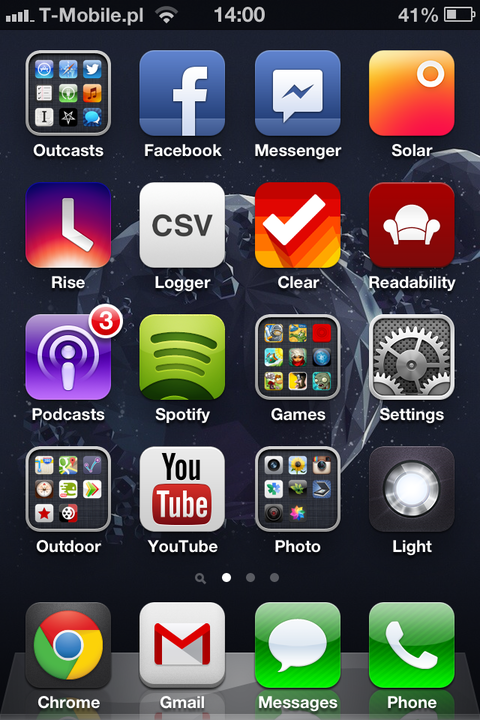 T-Mobile.pl 14:00 41%
Outcasts Facebook Messenger Solar
CSV
Rise Logger Clear Readability
3
Podcasts Spotify Games Settings
You
Tube
Outdoor YouTube Photo Light
Chrome Gmail Messages Phone